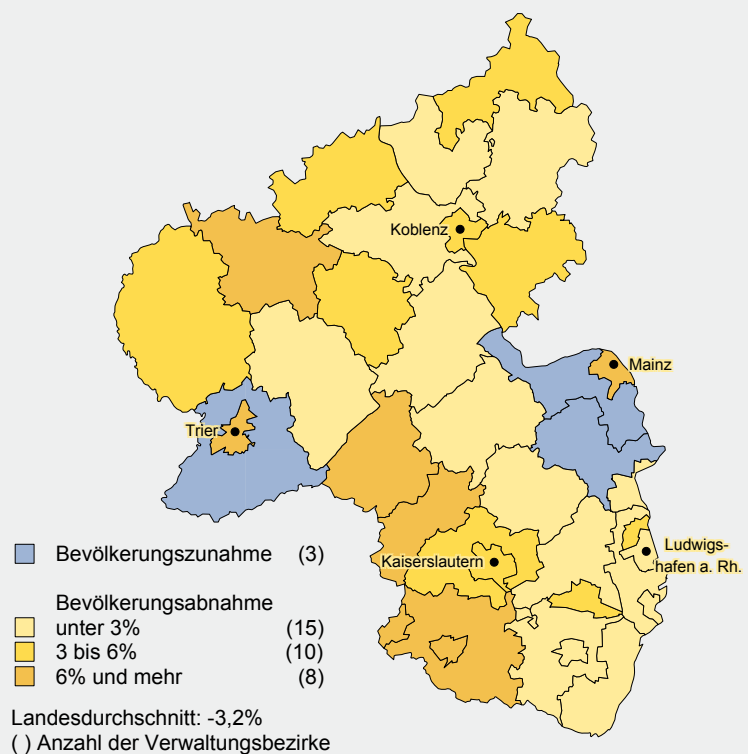 Koblenz
Mainz
Trier
Ludwigs-
hafen a. Rh.
Kaiserslautern
Bevölkerungszunahme (3)
Bevölkerungsabnahme
unter 3% (15)
3 bis 6% (10)
6% und mehr (8)
Landesdurchschnitt: -3,2%
( ) Anzahl der Verwaltungsbezirke